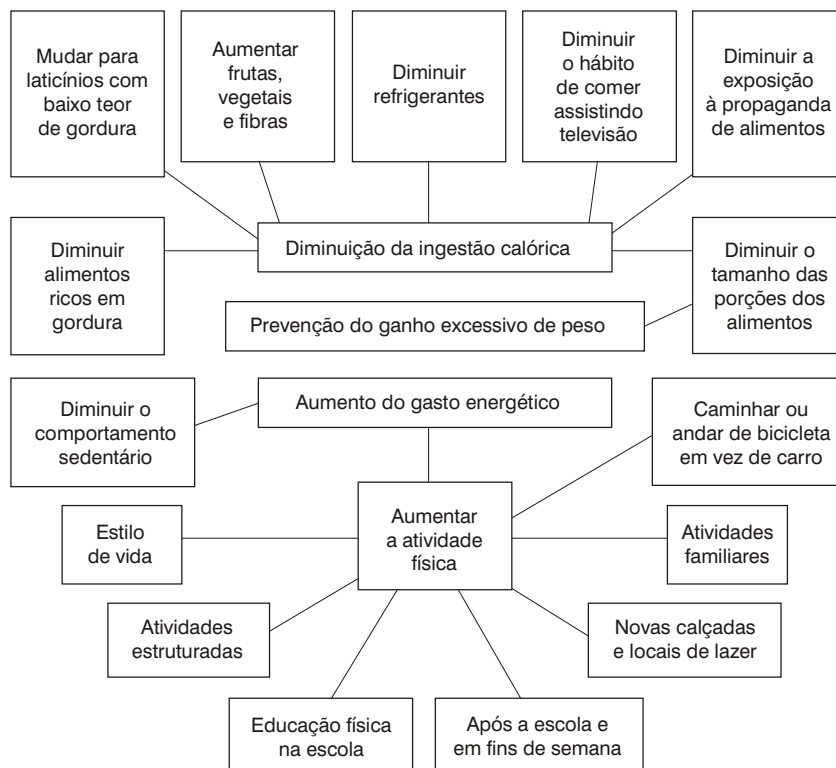 Mudar para
laticínios com
baixo teor
de gordura
Aumentar
frutas,
vegetais
e fibras
Diminuir
refrigerantes
Diminuir
o hábito
de comer
assistindo
televisão
Diminuir a
exposição
à propaganda
de alimentos
Diminuir
alimentos
ricos em
gordura
Diminuição da ingestão calórica
Diminuir o
tamanho das
porções dos
alimentos
Prevenção do ganho excessivo de peso
Diminuir o
comportamento
sedentário
Aumento do gasto energético
Caminhar ou
andar de bicicleta
em vez de carro
Estilo
de vida
Aumentar
a atividade
física
Atividades
familiares
Atividades
estruturadas
Novas calçadas
e locais de lazer
Educação física
na escola
Após a escola e
em fins de semana